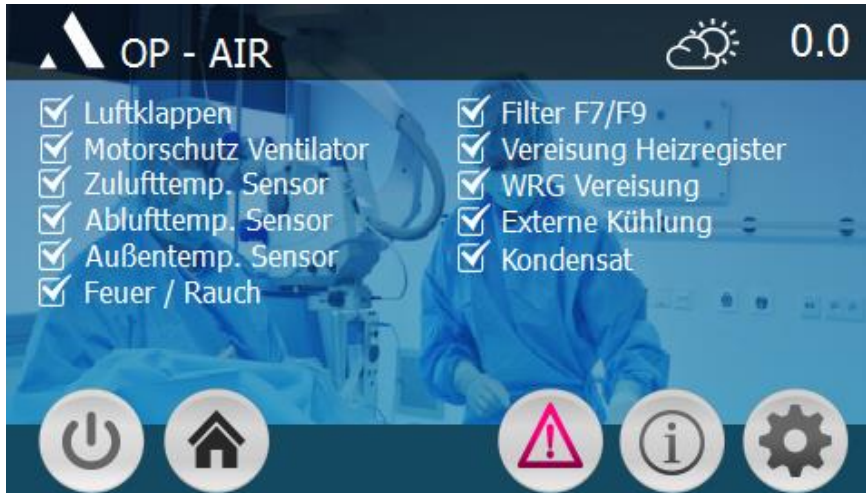 OP - AIR
0.0
Luftklappen
Motorschutz Ventilator
Zulufttemp. Sensor
Ablufttemp. Sensor
Außentemp. Sensor
Feuer / Rauch
Filter F7/F9
Vereisung Heizregister
WRG Vereisung
Externe Kühlung
Kondensat